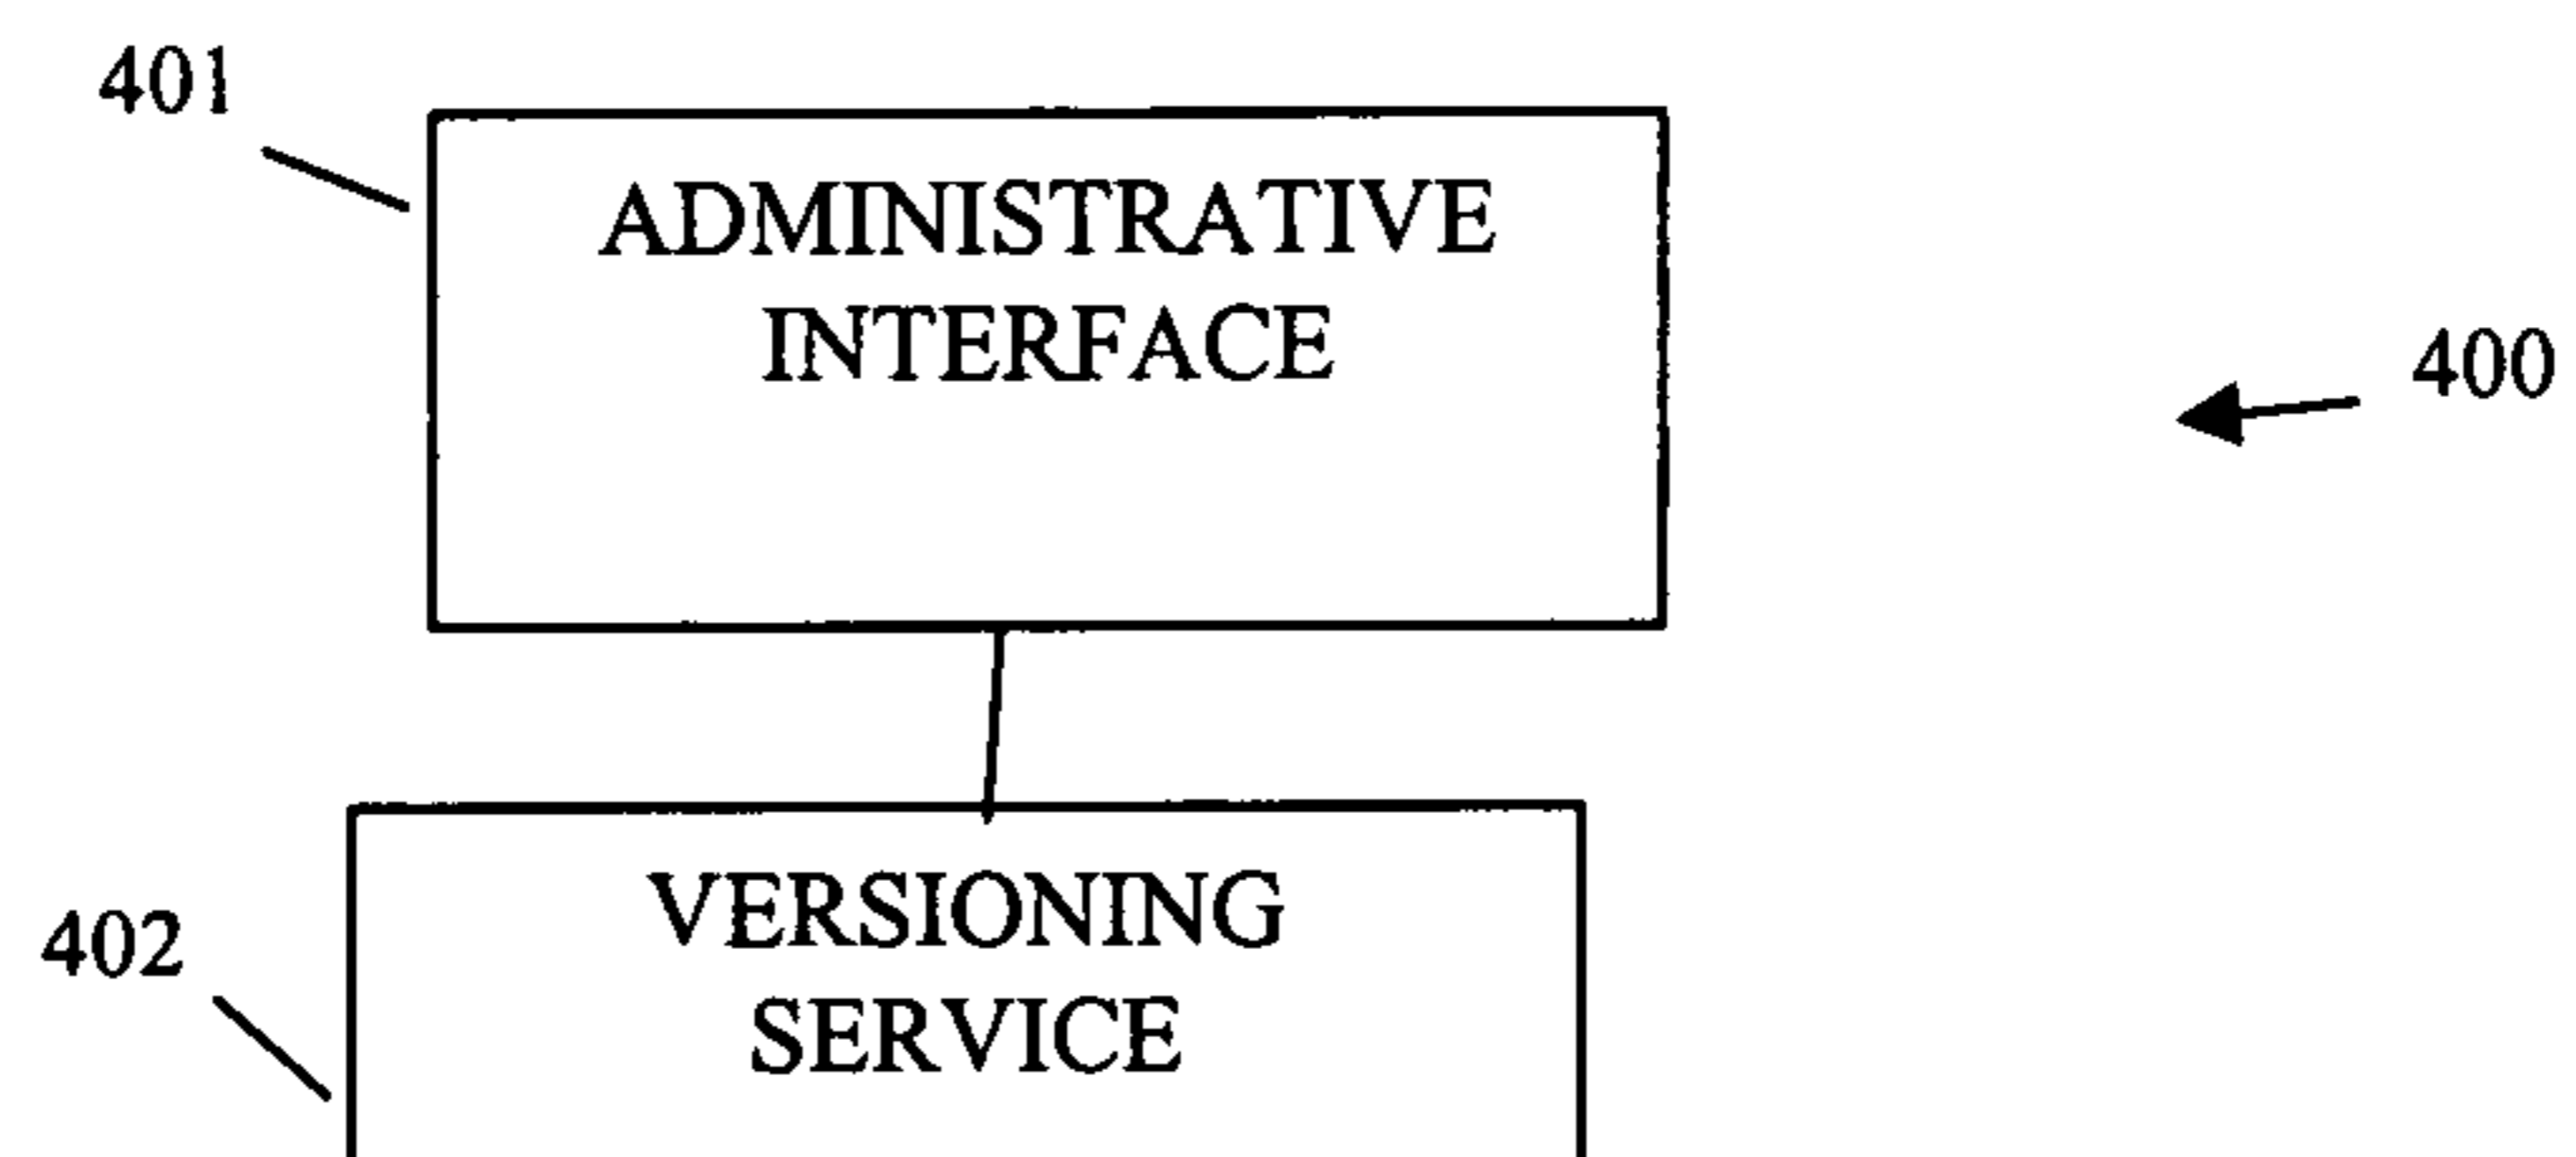 401
ADMINISTRATIVE
INTERFACE
400
VERSIONING
402
SERVICE